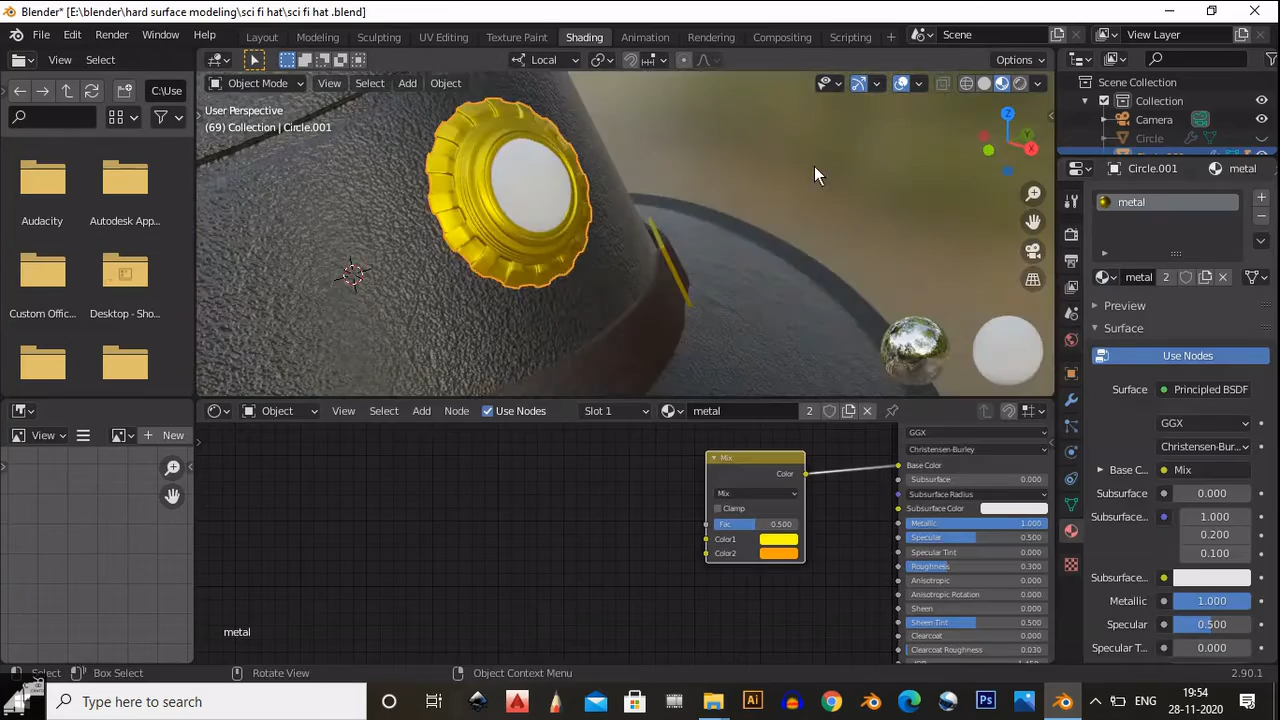 Blender* [E:\blender\hard surface modeling\sci fi hat\sci fi hat .blend]
File Edit Render Window Help
Layout Modeling Sculpting UV Editing Texture Paint Shading Animation Rendering Compositing Scripting
Scene
View Layer
View Select
Local
Options
C:\Use
Object Mode View Select Add Object
User Perspective
(69) Collection | Circle.001
Z
Y
X
Audacity
Autodesk App...
Custom Offic...
Desktop - Sho...
Scene Collection
Collection
Camera
Circle
Circle.001
metal
metal
metal 2
Preview
Surface
Use Nodes
Surface Principled BSDF
GGX
Christensen-Bur...
Base C... Mix
Subsurface 0.000
Subsurface... 1.000
0.200
0.100
Subsurface...
Metallic 1.000
Specular 0.500
Specular T... 0.000
View
New
Object View Select Add Node Use Nodes Slot 1 metal 2
Mix
Color
Mix
Clamp
Fac 0.500
Color1
Color2
GGX
Christensen-Burley
Base Color
Subsurface 0.000
Subsurface Radius
Subsurface Color
Metallic 1.000
Specular 0.500
Specular Tint 0.000
Roughness 0.300
Anisotropic 0.000
Anisotropic Rotation 0.000
Sheen 0.000
Sheen Tint 0.500
Clearcoat 0.000
Clearcoat Roughness 0.030
metal
Select Box Select Rotate View Object Context Menu 2.90.1
Type here to search
Ai
Ps
ENG
19:54
28-11-2020